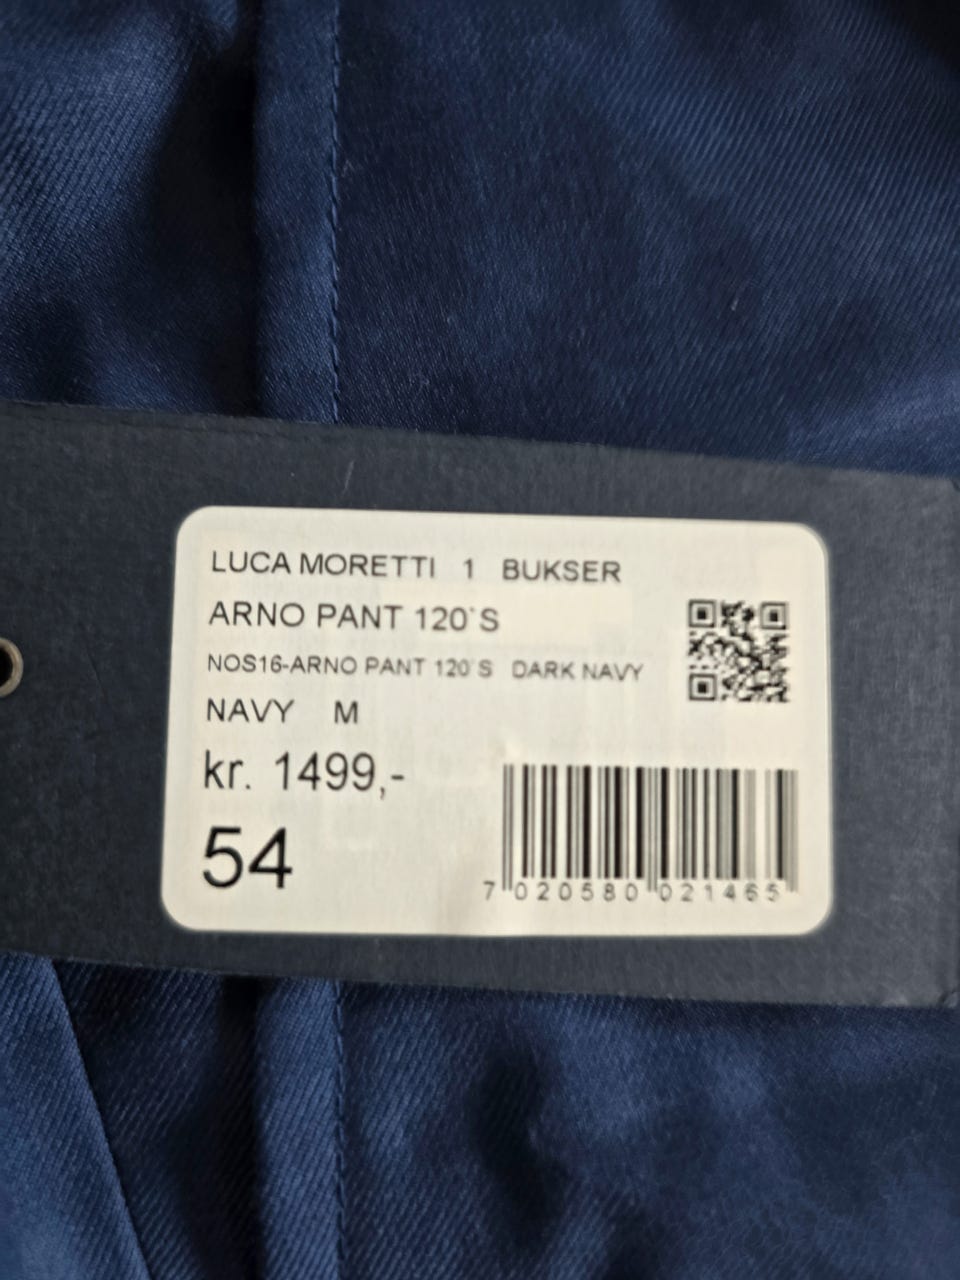 LUCA MORETTI 1 BUKSER
ARNO PANT 120`S
NOS16-ARNO PANT 120`S DARK NAVY
NAVY M
kr. 1499,-
54
7 020580 021465